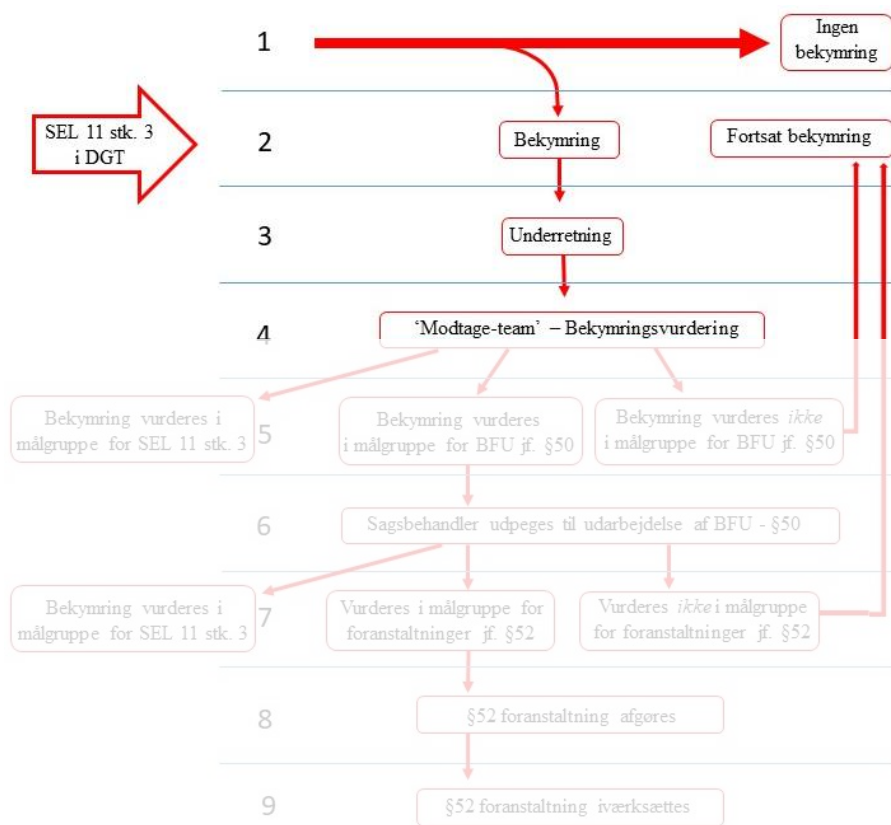 1
Ingen
bekymring
SEL 11 stk. 3
i DGT
2
Bekymring
Fortsat bekymring
3
Underretning
4
‘Modtage-team’ – Bekymringsvurdering
Bekymring vurderes i
målgruppe for SEL 11 stk. 3
5
Bekymring vurderes
i målgruppe for BFU jf. §50
Bekymring vurderes ikke
i målgruppe for BFU jf. §50
6
Sagsbehandler udpeges til udarbejdelse af BFU - §50
Bekymring vurderes i
målgruppe for SEL 11 stk. 3
7
Vurderes i målgruppe for
foranstaltninger jf. §52
Vurderes ikke i målgruppe
for foranstaltninger jf. §52
8
§52 foranstaltning afgøres
9
§52 foranstaltning iværksættes